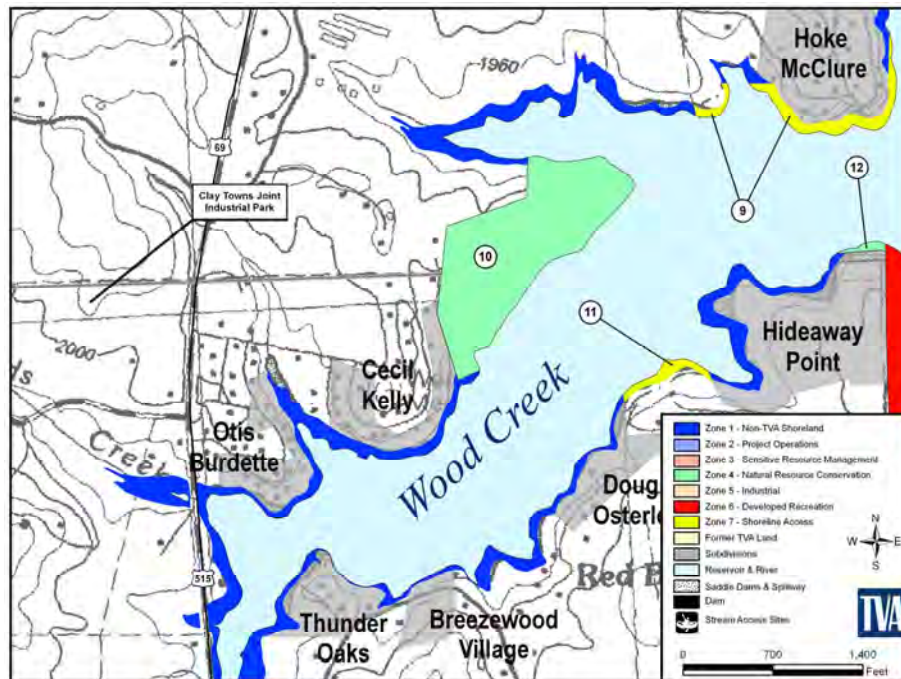 Hoke
McClure
1960
69
Clay Towns Joint
Industrial Park
12
9
10
11
Hideaway
Point
2000
Cecil
Kelly
Otis
Burdette
Creek
Wood Creek
Doug
Red
515
Thunder
Oaks
Breezewood
Village
Zone 1 - Non-TVA Shoreland
Zone 2 - Project Operations
Zone 3 - Sensitive Resource Management
Zone 4 - Natural Resource Conservation
Zone 5 - Industrial
Zone 6 - Developed Recreation
Zone 7 - Shoreline Access
Former TVA Land
Subdivisions
Reservoir & River
Saddle Dams & Spillway
Dam
Stream Access Sites
N
W E
S
TVA
0 700 1,400
Feet